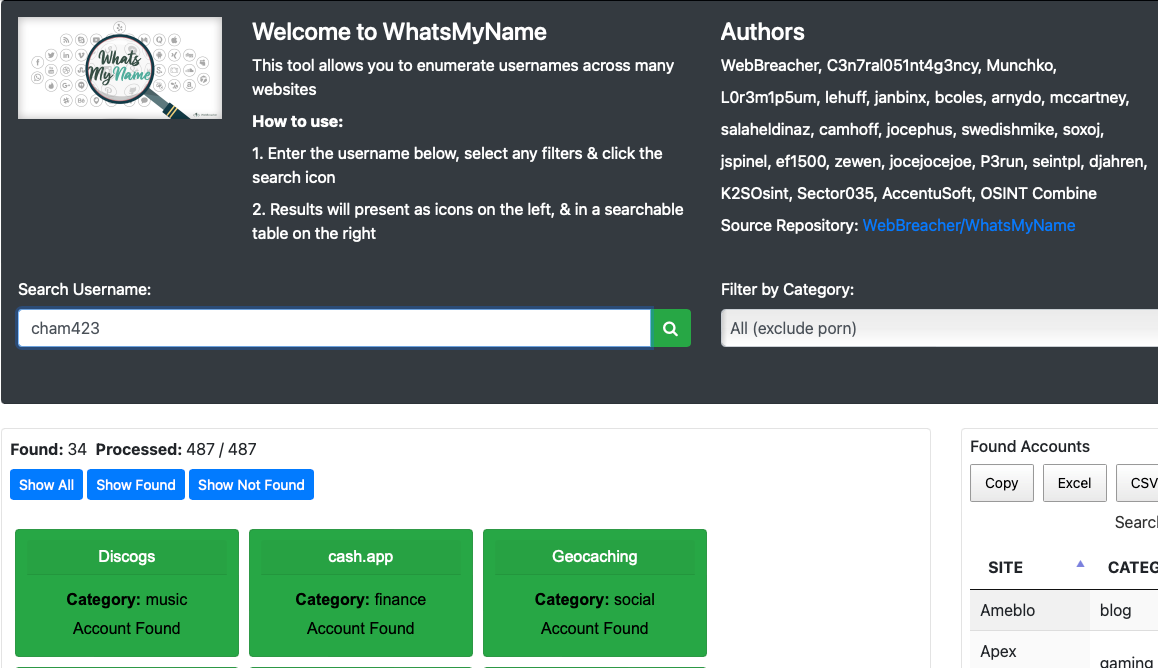 Whats
MyName
Welcome to WhatsMyName
This tool allows you to enumerate usernames across many
websites
How to use:
1. Enter the username below, select any filters & click the
search icon
2. Results will present as icons on the left, & in a searchable
table on the right
Authors
WebBreacher, C3n7ral051nt4g3ncy, Munchko,
L0r3m1p5um, lehuff, janbinx, bcoles, arnydo, mccartney,
salaheldinaz, camhoff, jocephus, swedishmike, soxoj,
jspinel, ef1500, zewen, jocejocejoe, P3run, seintpl, djahren,
K2SOsint, Sector035, AccentuSoft, OSINT Combine
Source Repository: WebBreacher/WhatsMyName
Search Username:
cham423
Filter by Category:
All (exclude porn)
Found: 34 Processed: 487 / 487
Show All Show Found Show Not Found
Discogs
Category: music
Account Found
cash.app
Category: finance
Account Found
Geocaching
Category: social
Account Found
Found Accounts
Copy Excel CSV
Search
SITE CATEG
Ameblo blog
Apex gaming